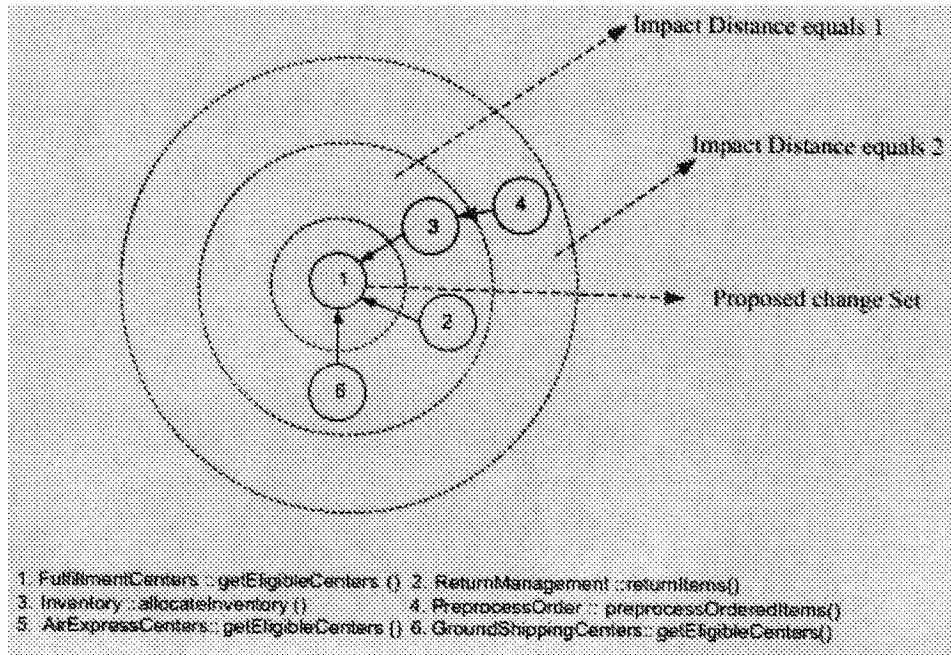 Impact Distance equals 1
Impact Distance equals 2
4
3
1
Proposed change Set
2
6
1. FulfillmentCenters :: getEligibleCenters () 2. ReturnManagement ::returnItems()
3. Inventory :: allocateInventory () 4. PreprocessOrder :: preprocessOrderedItems()
5. AirExpressCenters:: getEligibleCenters () 6. GroundShippingCenters:: getEligibleCenters()